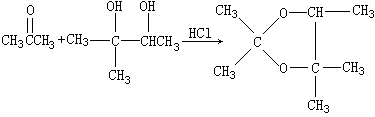 O OH OH CH₃ O CH CH₃
CH₃CCH₃ + CH₃ C CHCH₃ HCl C
CH₃ CH₃ O C CH₃
CH₃